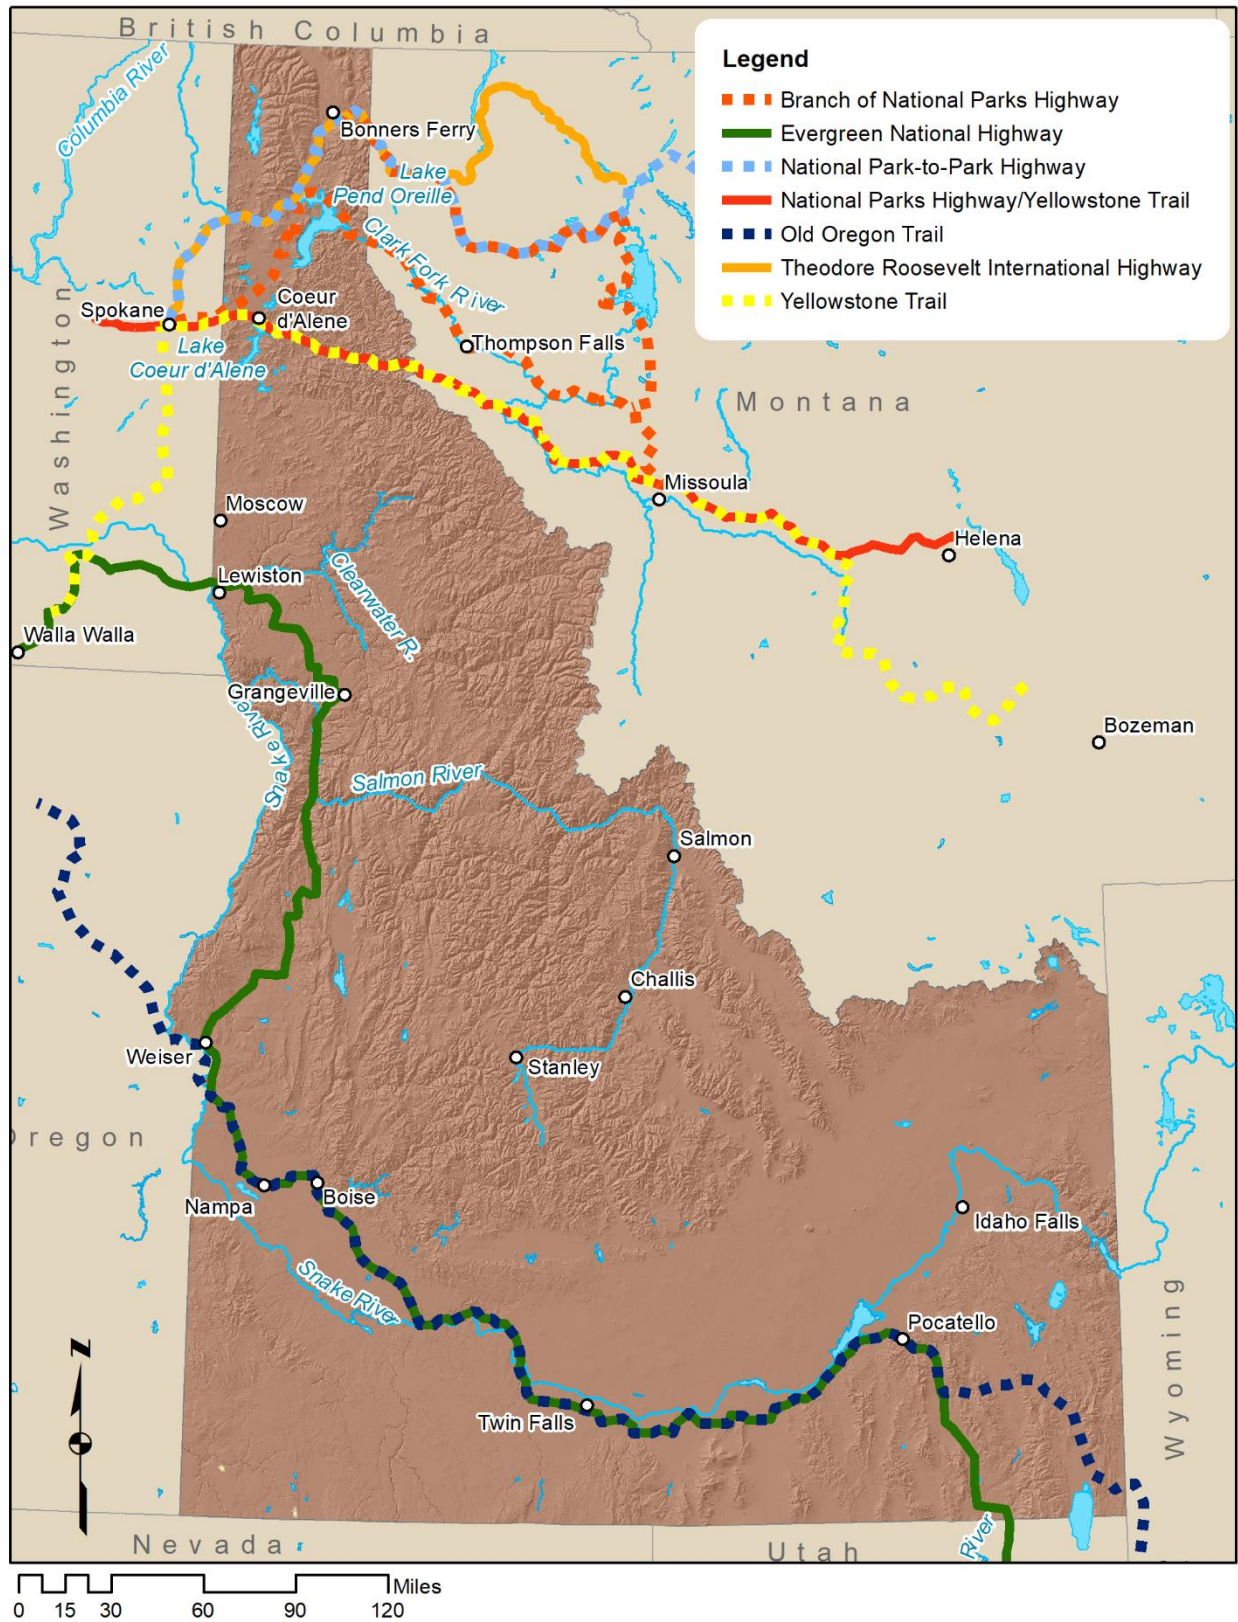 British Columbia
Legend
Branch of National Parks Highway
Evergreen National Highway
National Park-to-Park Highway
National Parks Highway/Yellowstone Trail
Old Oregon Trail
Theodore Roosevelt International Highway
Yellowstone Trail
Columbia River
Bonners Ferry
Lake
Pend Oreille
Clark Fork River
Washington
Spokane
Coeur
d'Alene
Lake
Coeur d'Alene
Thompson Falls
Montana
Missoula
Moscow
Helena
Lewiston
Clearwater R.
Walla Walla
Grangeville
Snake River
Bozeman
Salmon River
Salmon
Challis
Weiser
Stanley
Oregon
Nampa
Boise
Idaho Falls
Snake River
Pocatello
Wyoming
Twin Falls
N
River
Nevada
Utah
Miles
0 15 30 60 90 120